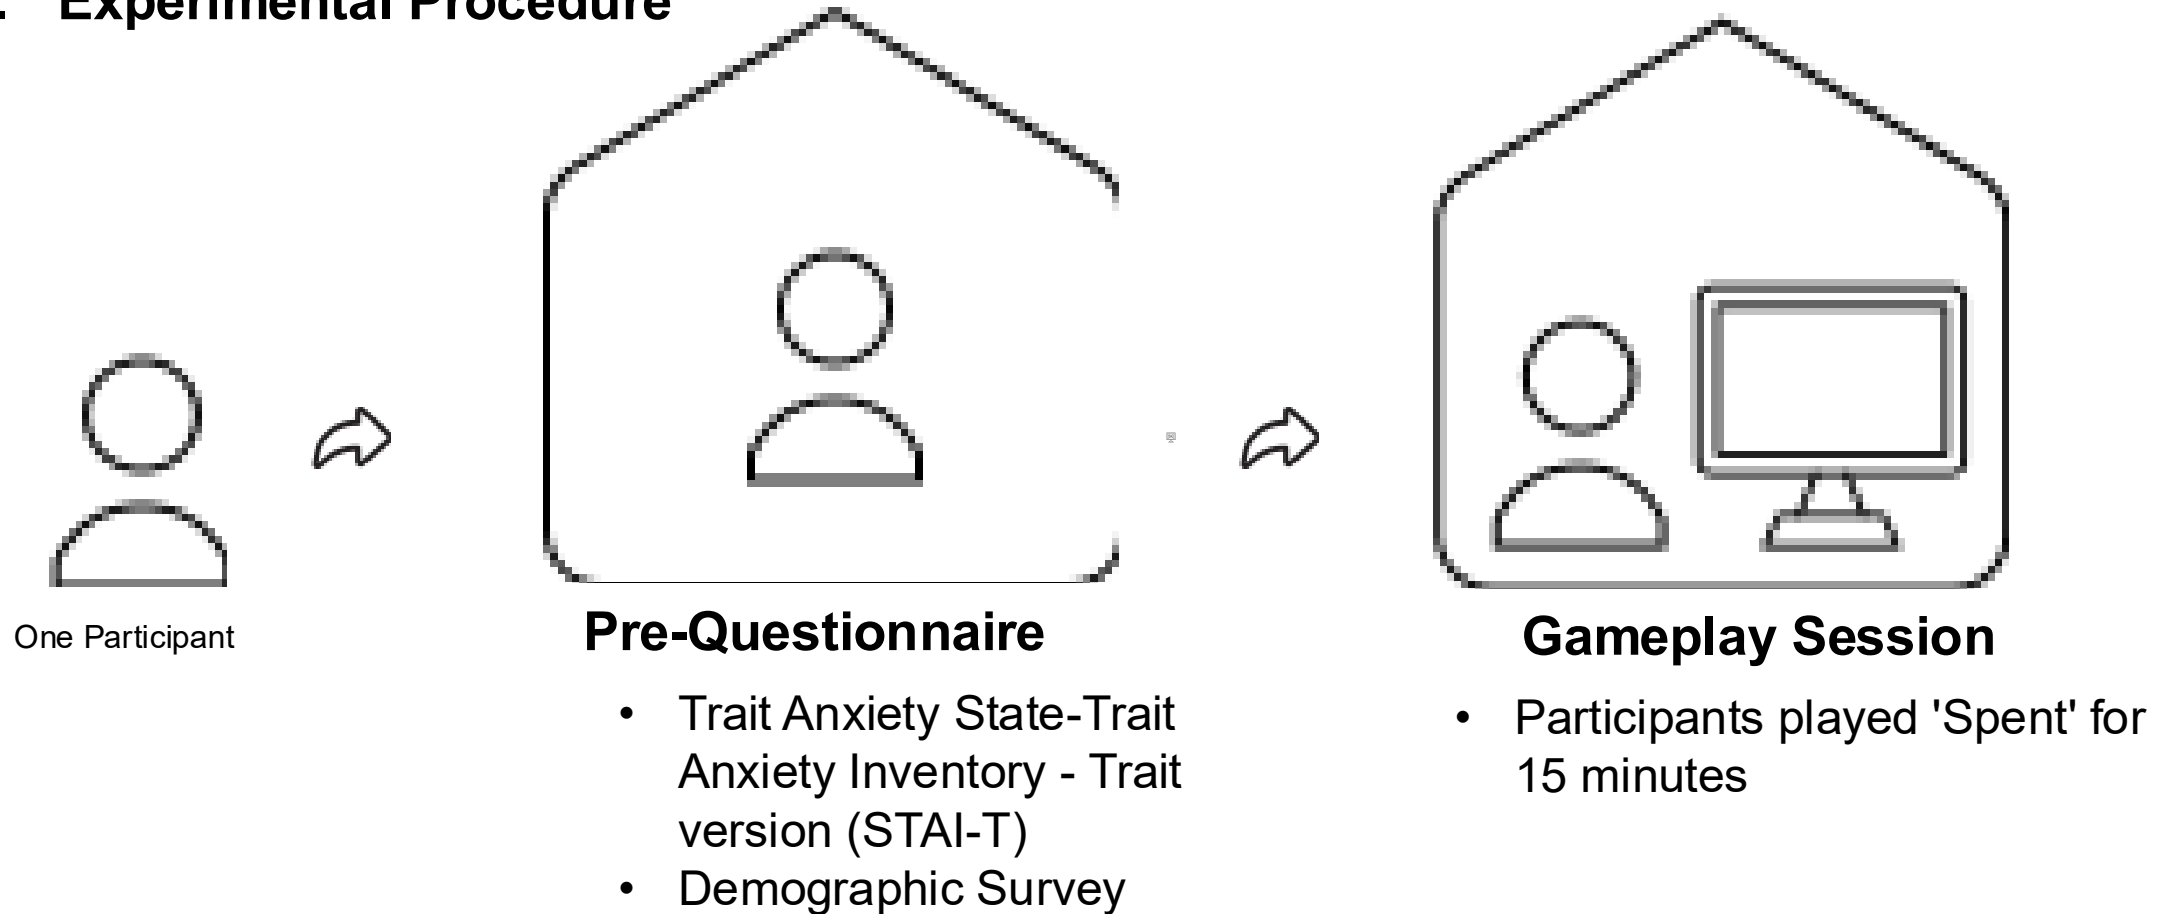 . Experimental Procedure
One Participant
Pre-Questionnaire
• Trait Anxiety State-Trait
Anxiety Inventory - Trait
version (STAI-T)
• Demographic Survey
Gameplay Session
• Participants played 'Spent' for
15 minutes